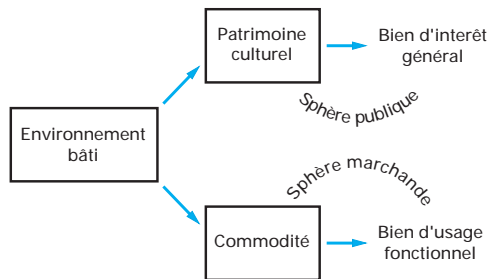 Patrimoine
culturel
Bien d'interêt
général
Sphère publique
Environnement
bâti
Sphère marchande
Commodité
Bien d'usage
fonctionnel